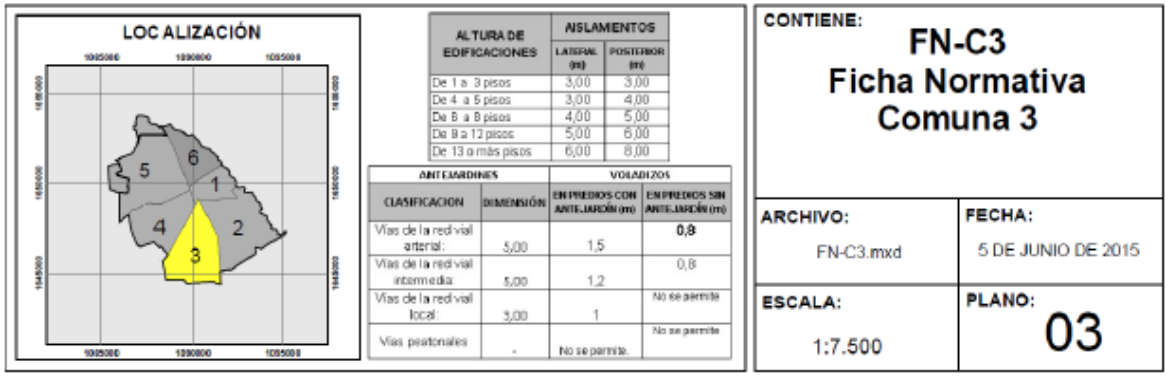 LOCALIZACIÓN
1085000 1090000 1095000
1655000 1655000
6
5
1
1650000 1650000
4
2
3
1645000 1645000
1085000 1090000 1095000
ALTURA DE EDIFICACIONES AISLAMIENTOS
LATERAL (m) POSTERIOR (m)
De 1 a 3 pisos 3,00 3,00
De 4 a 5 pisos 3,00 4,00
De 6 a 8 pisos 4,00 5,00
De 9 a 12 pisos 5,00 6,00
De 13 o más pisos 6,00 8,00
ANTEJARDINES VOLADIZOS
CLASIFICACION DIMENSIÓN EN PREDIOS CON ANTEJARDÍN (m) EN PREDIOS SIN ANTEJARDÍN (m)
Vías de la red vial arterial: 5,00 1,5 0,8
Vías de la red vial intermedia: 5,00 1,2 0,8
Vías de la red vial local: 3,00 1 No se permite
Vías peatonales - No se permite. No se permite
CONTIENE:
FN-C3
Ficha Normativa
Comuna 3
ARCHIVO:
FN-C3.mxd
FECHA:
5 DE JUNIO DE 2015
ESCALA:
1:7.500
PLANO:
03